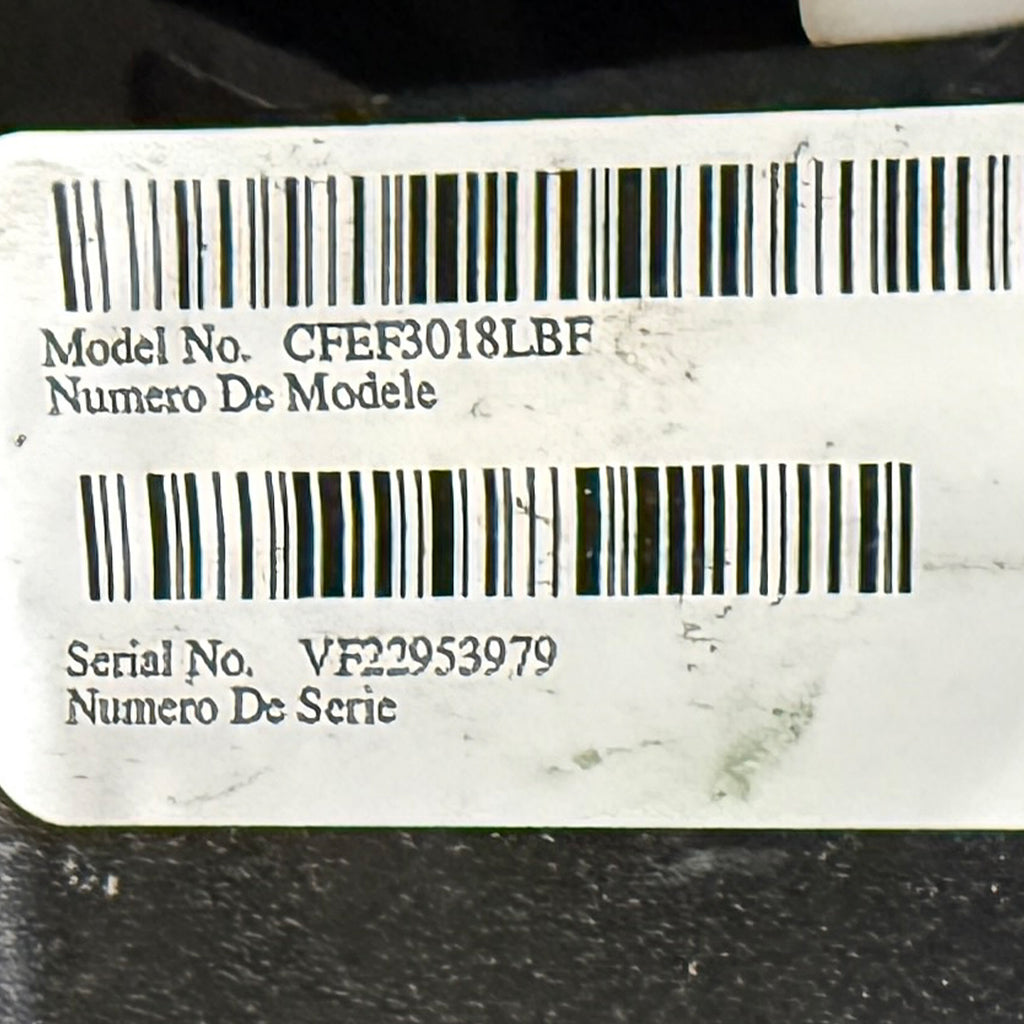 Model No. CFEF3018LBF
Numero De Modele
Serial No. VF22953979
Numero De Serie